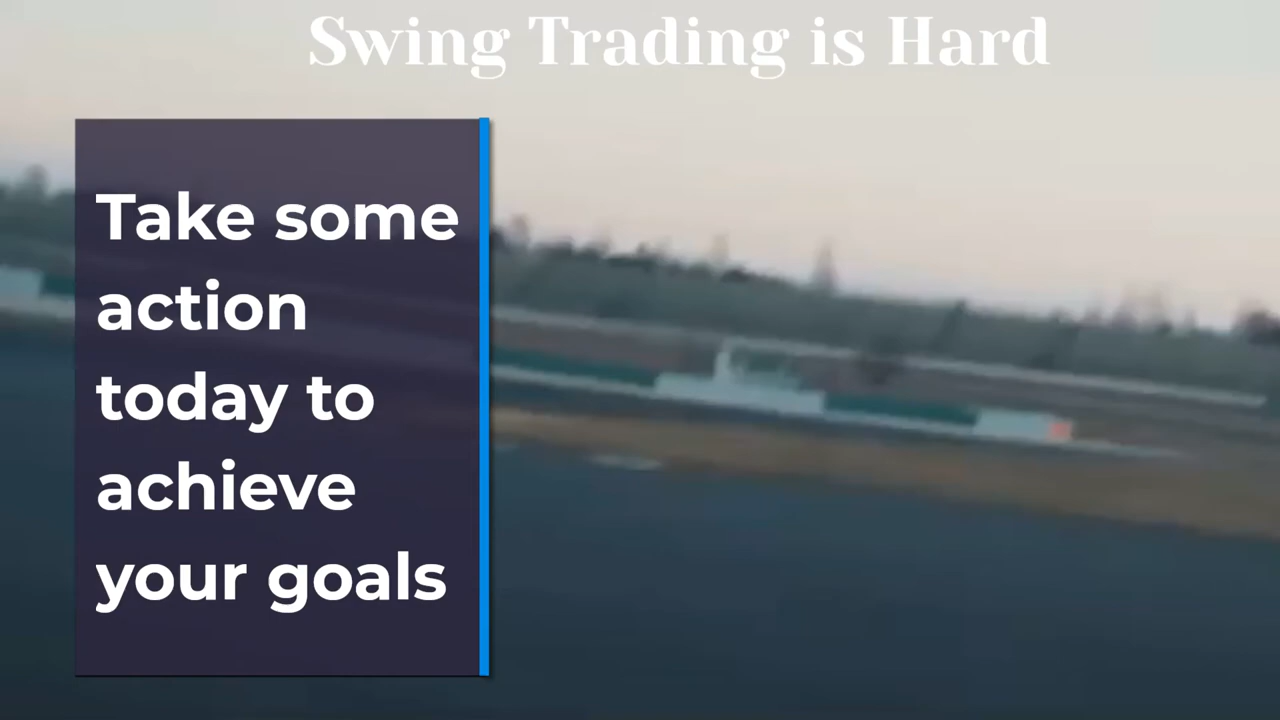 Swing Trading is Hard
Take some
action
today to
achieve
your goals